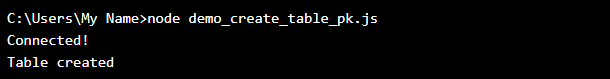 C:\Users\My Name>node demo_create_table_pk.js
Connected!
Table created